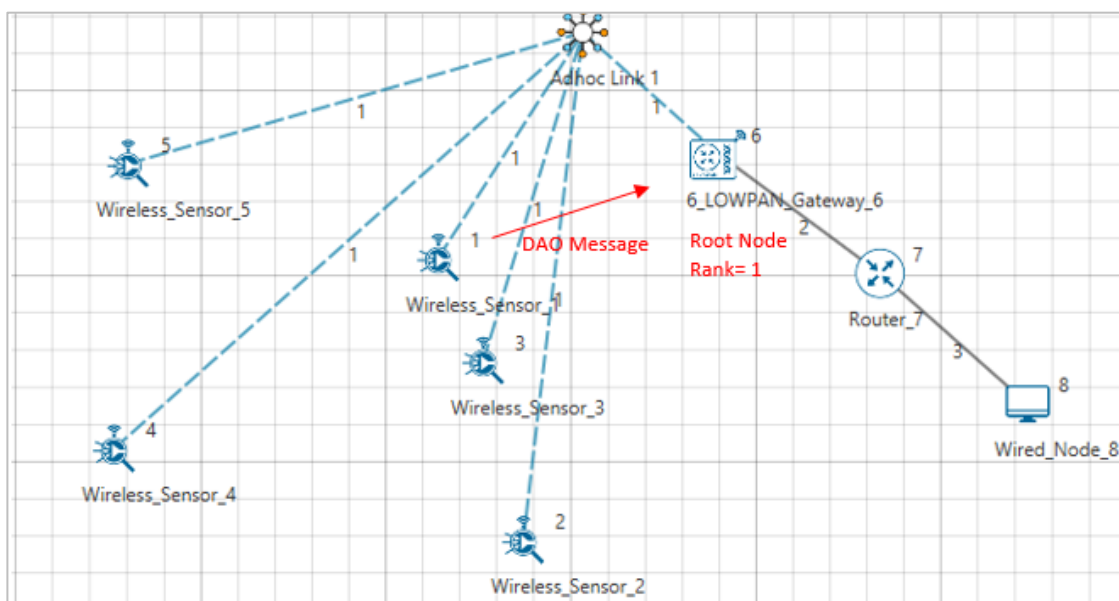 Adhoc Link 1
1
1
5
6
Wireless_Sensor_5
1
6_LOWPAN_Gateway_6
1
2
1
DAO Message
Root Node
Rank= 1
7
1
Wireless_Sensor_1
1
Router_7
3
3
8
Wireless_Sensor_3
4
Wired_Node_8
Wireless_Sensor_4
2
Wireless_Sensor_2